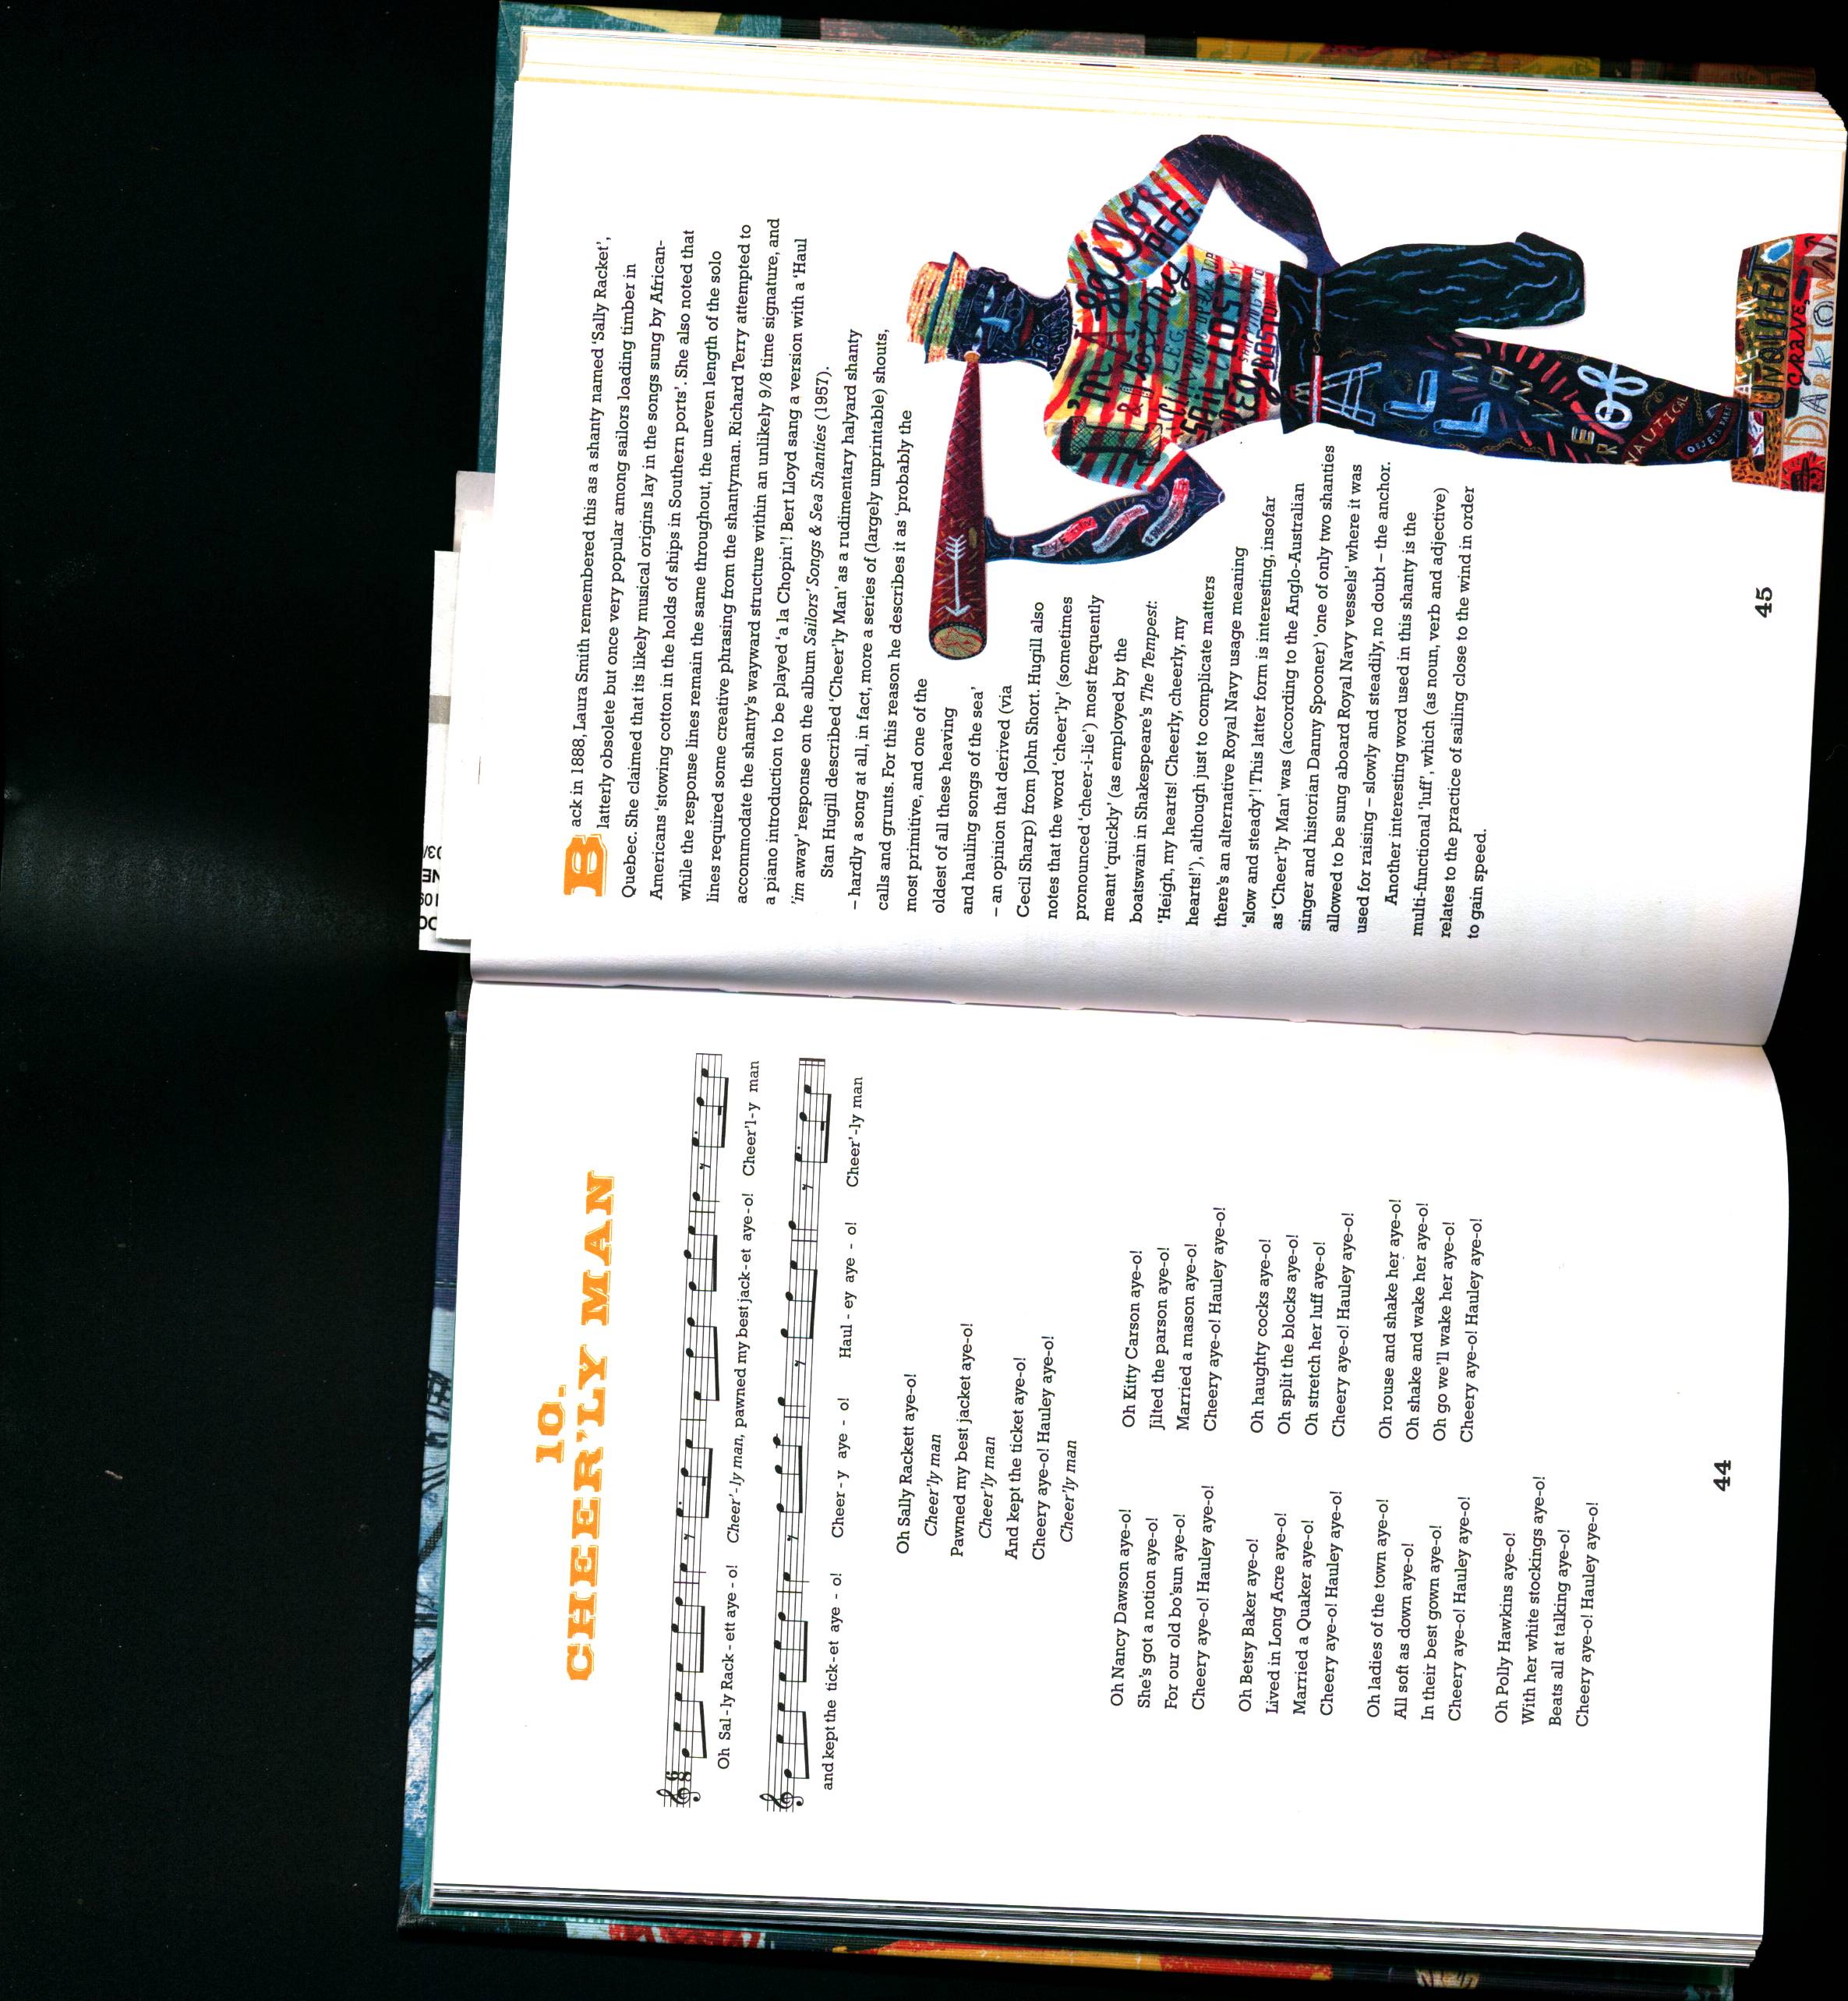 10.
CHEER'LY MAN
Oh Sal - ly Rack - ett aye - o! Cheer' - ly man, pawned my best jack - et aye - o! Cheer'l - y man
and kept the tick - et aye - o! Cheer - y aye - o! Haul - ey aye - o! Cheer' - ly man
Oh Sally Rackett aye-o!
Cheer'ly man
Pawned my best jacket aye-o!
Cheer'ly man
And kept the ticket aye-o!
Cheery aye-o! Hauley aye-o!
Cheer'ly man
Oh Nancy Dawson aye-o!
She's got a notion aye-o!
For our old bo'sun aye-o!
Cheery aye-o! Hauley aye-o!
Oh Betsy Baker aye-o!
Lived in Long Acre aye-o!
Married a Quaker aye-o!
Cheery aye-o! Hauley aye-o!
Oh ladies of the town aye-o!
All soft as down aye-o!
In their best gown aye-o!
Cheery aye-o! Hauley aye-o!
Oh Polly Hawkins aye-o!
With her white stockings aye-o!
Beats all at talking aye-o!
Cheery aye-o! Hauley aye-o!
Oh Kitty Carson aye-o!
Jilted the parson aye-o!
Married a mason aye-o!
Cheery aye-o! Hauley aye-o!
Oh haughty cocks aye-o!
Oh split the blocks aye-o!
Oh stretch her luff aye-o!
Cheery aye-o! Hauley aye-o!
Oh rouse and shake her aye-o!
Oh shake and wake her aye-o!
Oh go we'll wake her aye-o!
Cheery aye-o! Hauley aye-o!
44
Back in 1888, Laura Smith remembered this as a shanty named 'Sally Racket',
latterly obsolete but once very popular among sailors loading timber in
Quebec. She claimed that its likely musical origins lay in the songs sung by African-
Americans 'stowing cotton in the holds of ships in Southern ports'. She also noted that
while the response lines remain the same throughout, the uneven length of the solo
lines required some creative phrasing from the shantyman. Richard Terry attempted to
accommodate the shanty's wayward structure within an unlikely 9/8 time signature, and
a piano introduction to be played 'a la Chopin'! Bert Lloyd sang a version with a 'Haul
'im away' response on the album Sailors' Songs & Sea Shanties (1957).
Stan Hugill described 'Cheer'ly Man' as a rudimentary halyard shanty
– hardly a song at all, in fact, more a series of (largely unprintable) shouts,
calls and grunts. For this reason he describes it as 'probably the
most primitive, and one of the
oldest of all these heaving
and hauling songs of the sea'
– an opinion that derived (via
Cecil Sharp) from John Short. Hugill also
notes that the word 'cheer'ly' (sometimes
pronounced 'cheer-i-lie') most frequently
meant 'quickly' (as employed by the
boatswain in Shakespeare's The Tempest:
'Heigh, my hearts! Cheerly, cheerly, my
hearts!'), although just to complicate matters
there's an alternative Royal Navy usage meaning
'slow and steady'! This latter form is interesting, insofar
as 'Cheer'ly Man' was (according to the Anglo-Australian
singer and historian Danny Spooner) 'one of only two shanties
allowed to be sung aboard Royal Navy vessels' where it was
used for raising – slowly and steadily, no doubt – the anchor.
Another interesting word used in this shanty is the
multi-functional 'luff', which (as noun, verb and adjective)
relates to the practice of sailing close to the wind in order
to gain speed.
I'M A Sailor
& I lost my PEG
SAIL LOST MY
leg
BOSTON
ALL
NAUTICAL
DARKTOWN
45